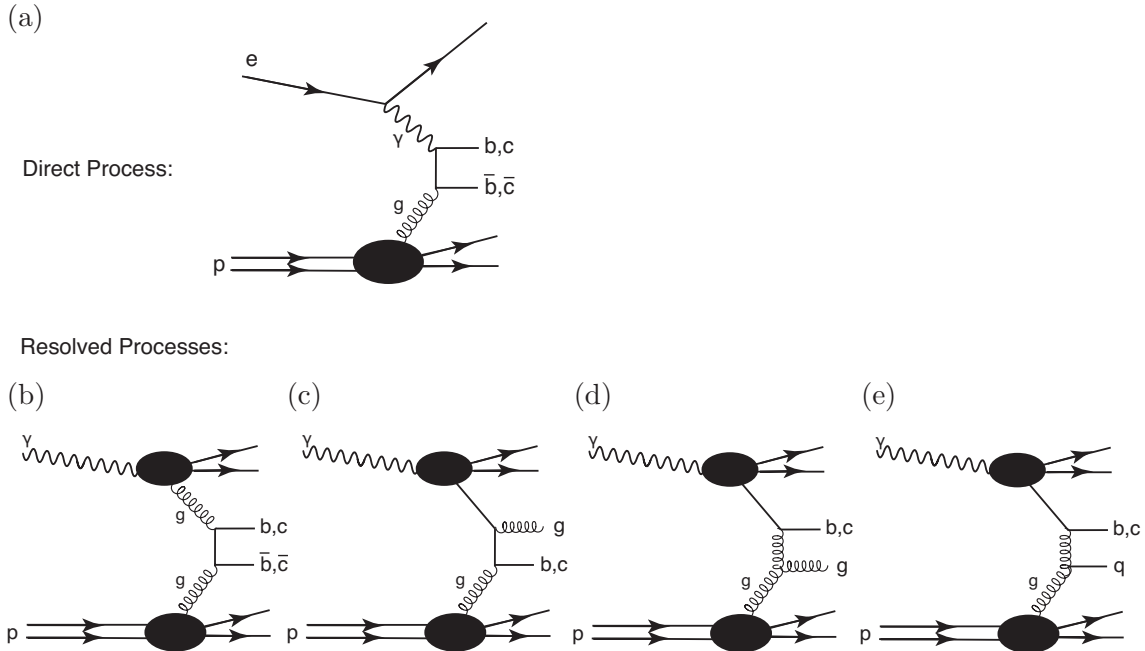 (a)
e
γ
b,c
Direct Process:
b̄,c̄
g
p
Resolved Processes:
(b)
(c)
(d)
(e)
γ
γ
γ
γ
g
b,c
b̄,c̄
g
p
g
b,c
g
p
b,c
g
g
p
b,c
q
g
p